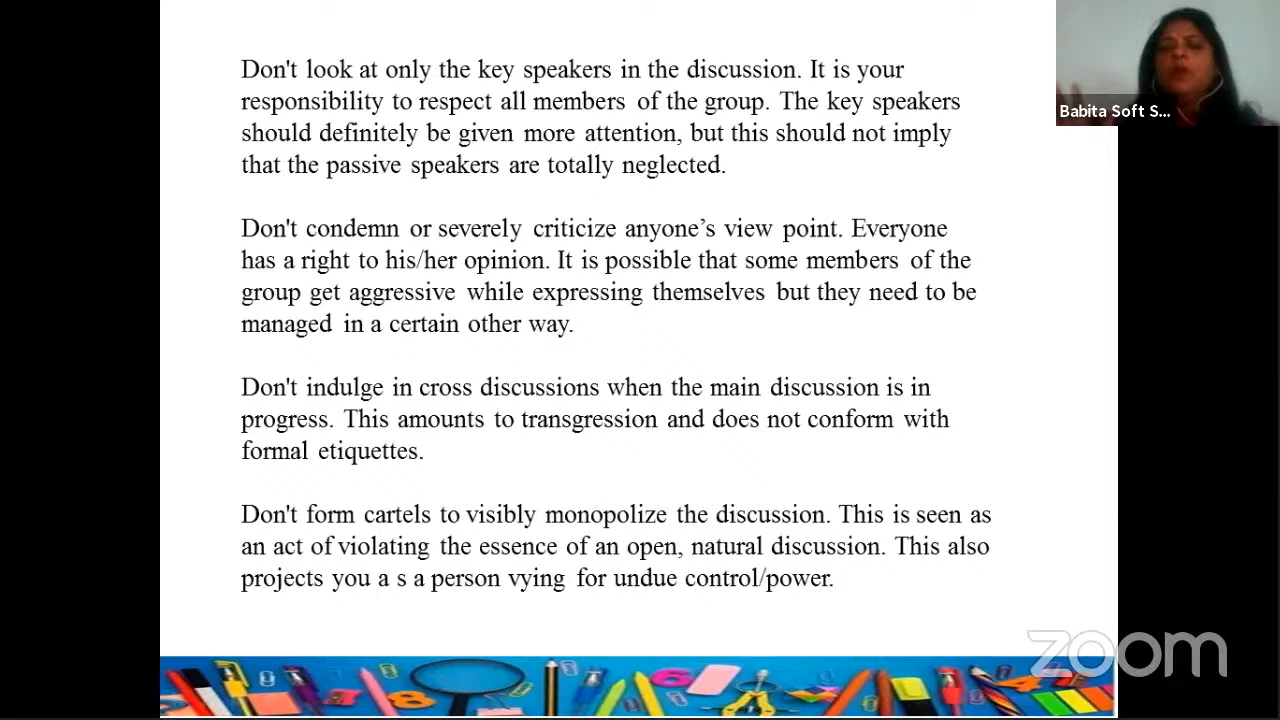 Don't look at only the key speakers in the discussion. It is your
responsibility to respect all members of the group. The key speakers
should definitely be given more attention, but this should not imply
that the passive speakers are totally neglected.
Don't condemn or severely criticize anyone’s view point. Everyone
has a right to his/her opinion. It is possible that some members of the
group get aggressive while expressing themselves but they need to be
managed in a certain other way.
Don't indulge in cross discussions when the main discussion is in
progress. This amounts to transgression and does not conform with
formal etiquettes.
Don't form cartels to visibly monopolize the discussion. This is seen as
an act of violating the essence of an open, natural discussion. This also
projects you a s a person vying for undue control/power.
Babita Soft S...
zoom
8
6
4